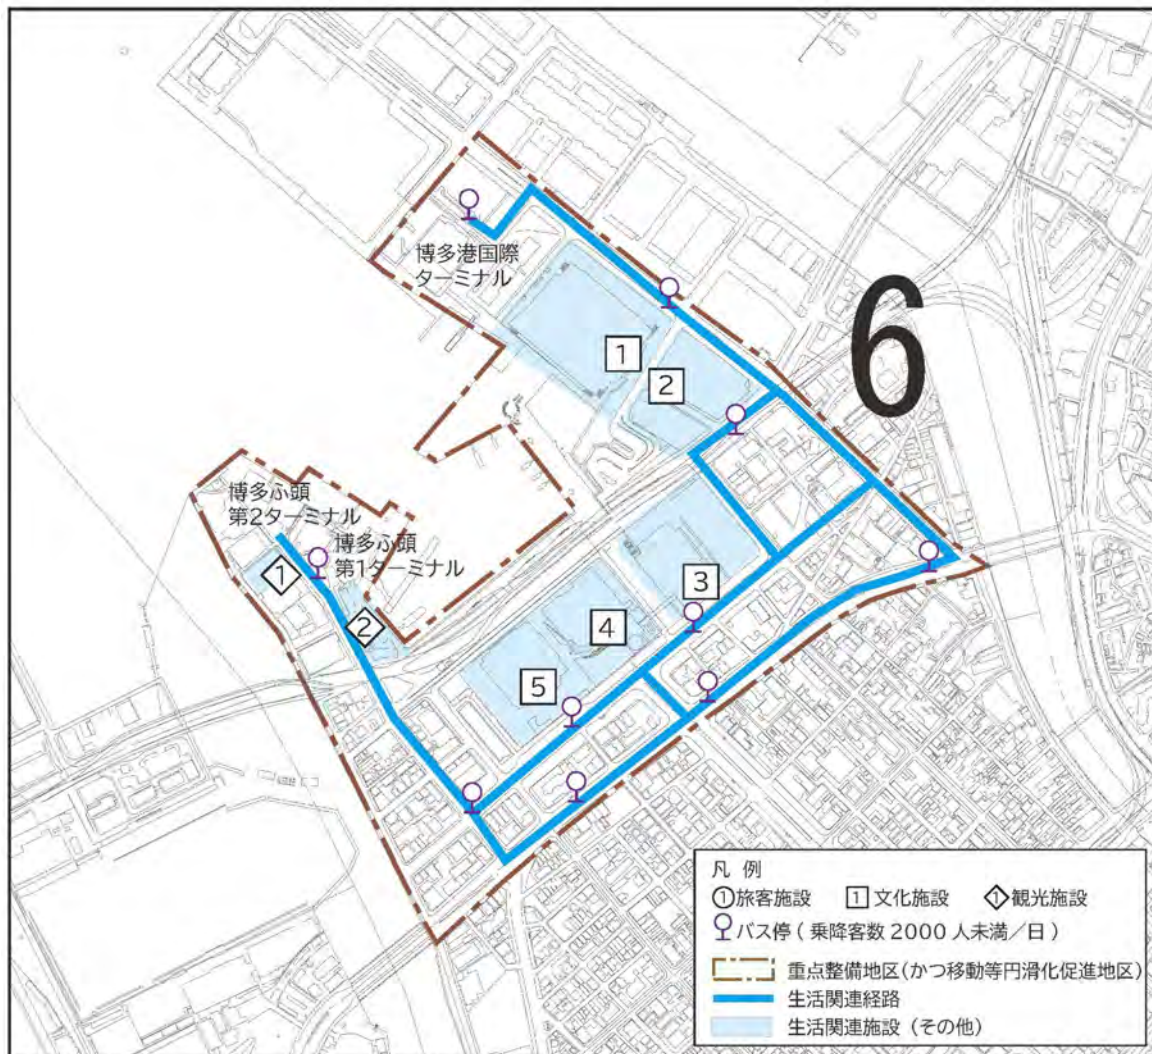 博多港国際
ターミナル
6
1
2
博多ふ頭
第2ターミナル
博多ふ頭
第1ターミナル
1
2
3
4
5
凡 例
①旅客施設 1 文化施設 1 観光施設
バス停 ( 乗降客数 2000 人未満／日 )
重点整備地区(かつ移動等円滑化促進地区)
生活関連経路
生活関連施設 (その他)